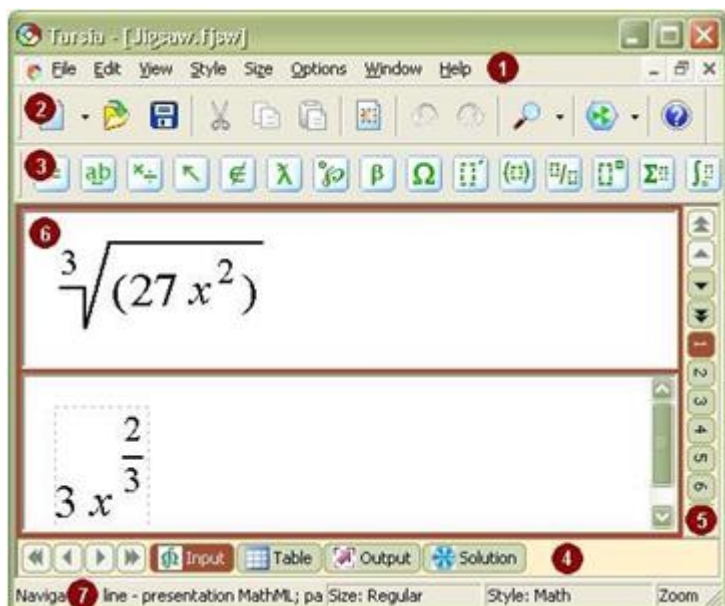 Tarsia - [Jigsaw.fjsw]
File Edit View Style Size Options Window Help 1
2
3 ab × ÷ ∉ ƛ ℘ β Ω Σ ∫
6
∛(27 x²)
3 x^(2/3)
1
2
3
4
5
6
5
Input Table Output Solution 4
Naviga 7 line - presentation MathML; pa Size: Regular Style: Math Zoom